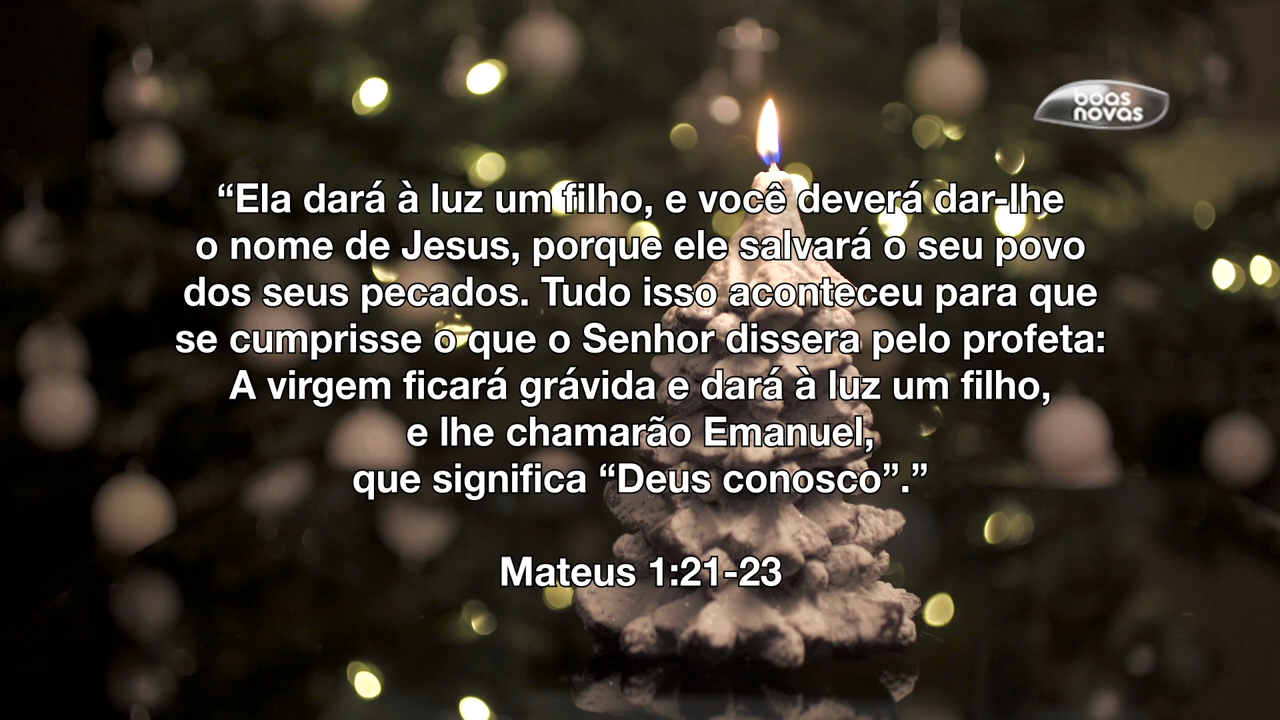 boas
novas
“Ela dará à luz um filho, e você deverá dar-lhe
o nome de Jesus, porque ele salvará o seu povo
dos seus pecados. Tudo isso aconteceu para que
se cumprisse o que o Senhor dissera pelo profeta:
A virgem ficará grávida e dará à luz um filho,
e lhe chamarão Emanuel,
que significa “Deus conosco”.”
Mateus 1:21-23